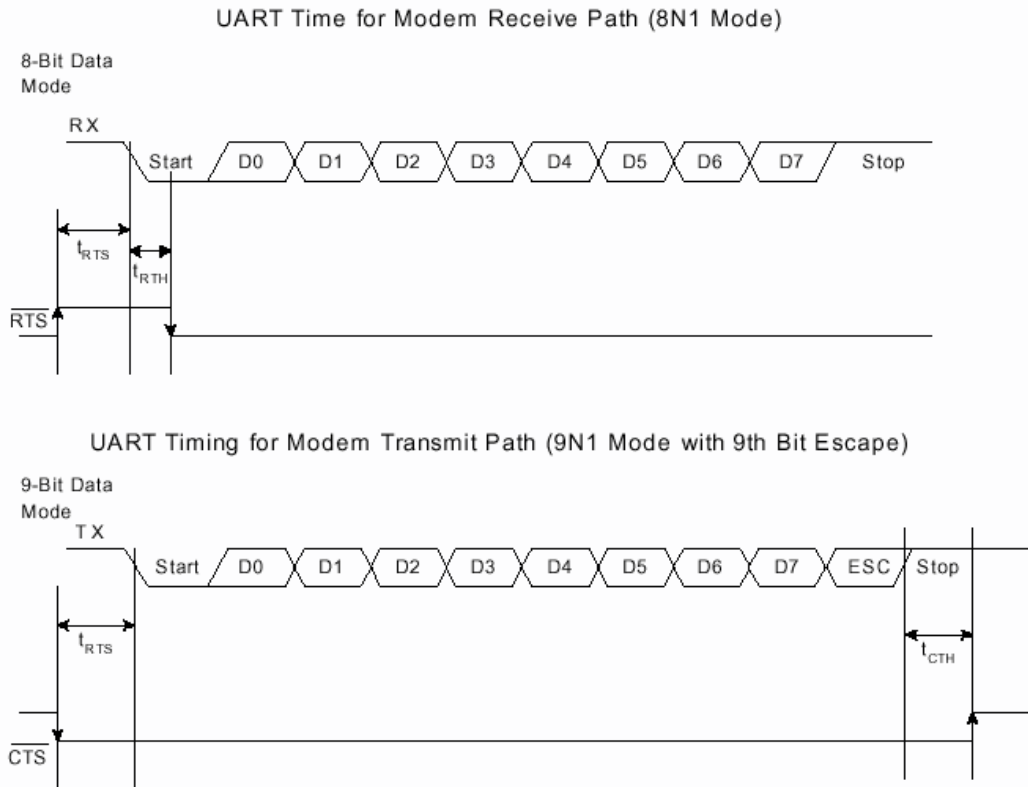 UART Time for Modem Receive Path (8N1 Mode)
8-Bit Data
Mode
RX
Start D0 D1 D2 D3 D4 D5 D6 D7 Stop
tRTS
tRTH
RTS
UART Timing for Modem Transmit Path (9N1 Mode with 9th Bit Escape)
9-Bit Data
Mode
TX
Start D0 D1 D2 D3 D4 D5 D6 D7 ESC Stop
tRTS
tCTH
CTS